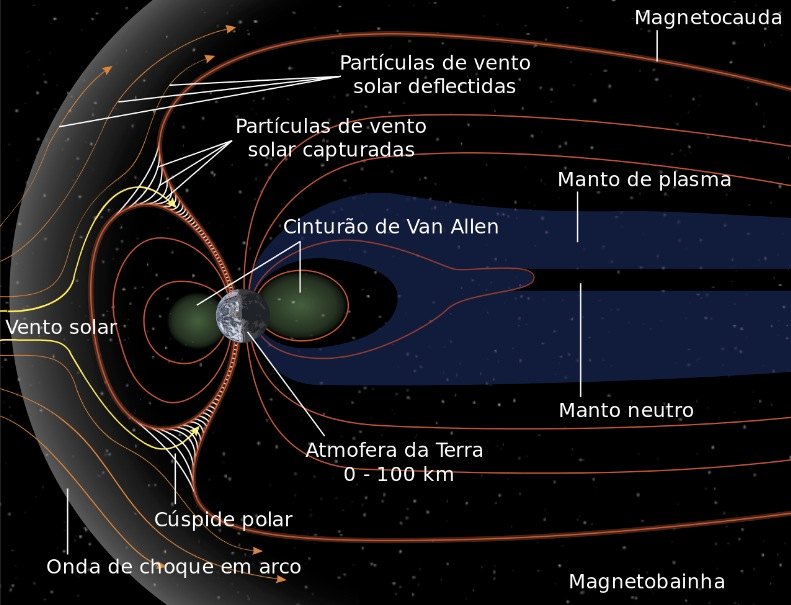 Magnetocauda
Partículas de vento
solar deflectidas
Partículas de vento
solar capturadas
Manto de plasma
Cinturão de Van Allen
Vento solar
Manto neutro
Atmofera da Terra
0 - 100 km
Cúspide polar
Onda de choque em arco
Magnetobainha